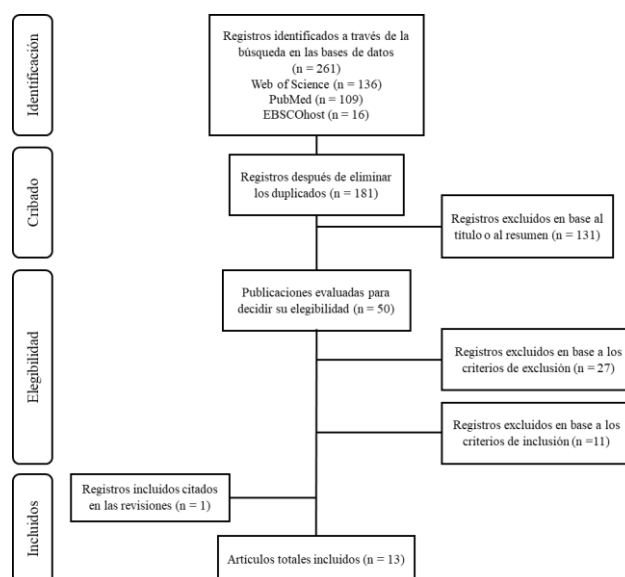 Identificación
Registros identificados a través de la
búsqueda en las bases de datos
(n = 261)
Web of Science (n = 136)
PubMed (n = 109)
EBSCOhost (n = 16)
Cribado
Registros después de eliminar
los duplicados (n = 181)
Registros excluidos en base al
título o al resumen (n = 131)
Elegibilidad
Publicaciones evaluadas para
decidir su elegibilidad (n = 50)
Registros excluidos en base a los
criterios de exclusión (n = 27)
Registros excluidos en base a los
criterios de inclusión (n =11)
Incluidos
Registros incluidos citados
en las revisiones (n = 1)
Artículos totales incluidos (n = 13)